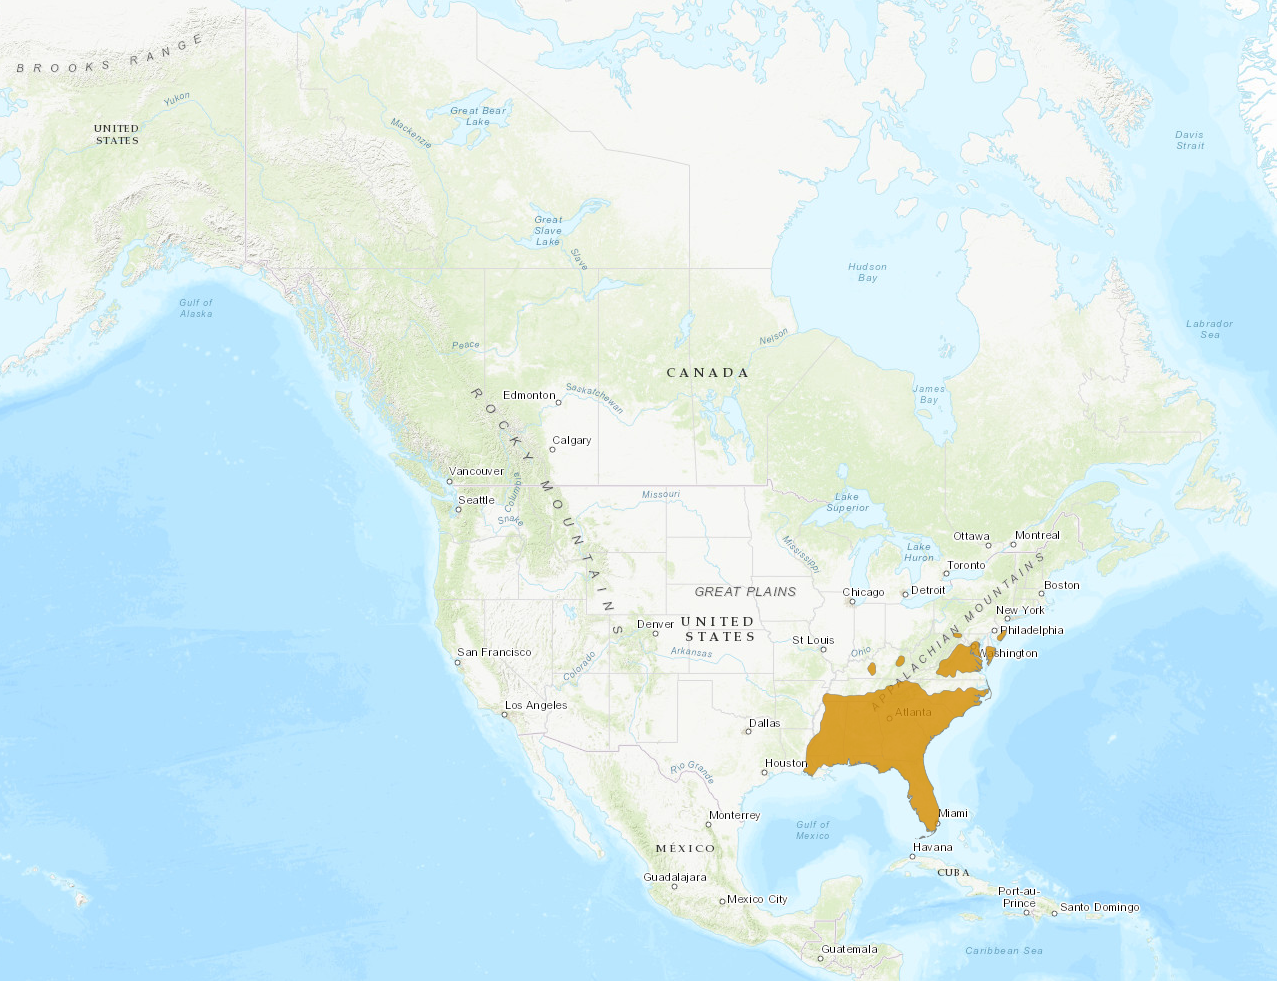 BROOKS RANGE
Yukon
UNITED
STATES
Mackenzie
Great Bear
Lake
Davis
Strait
Great
Slave
Lake
Slave
Hudson
Bay
Gulf of
Alaska
Labrador
Sea
Nelson
Peace
CANADA
Edmonton
Saskatchewan
James
Bay
ROCKY MOUNTAINS
Calgary
Vancouver
Columbia
Seattle
Snake
Missouri
Lake
Superior
Mississippi
Ottawa
Montreal
Lake
Huron
Toronto
APPALACHIAN MOUNTAINS
Boston
Chicago
Detroit
GREAT PLAINS
New York
Philadelphia
Denver
UNITED
STATES
St Louis
Ohio
Washington
San Francisco
Colorado
Arkansas
Los Angeles
Atlanta
Dallas
Houston
Rio Grande
Monterrey
Miami
Gulf of
Mexico
MÉXICO
Havana
CUBA
Guadalajara
Mexico City
Port-au-
Prince
Santo Domingo
Guatemala
Caribbean Sea